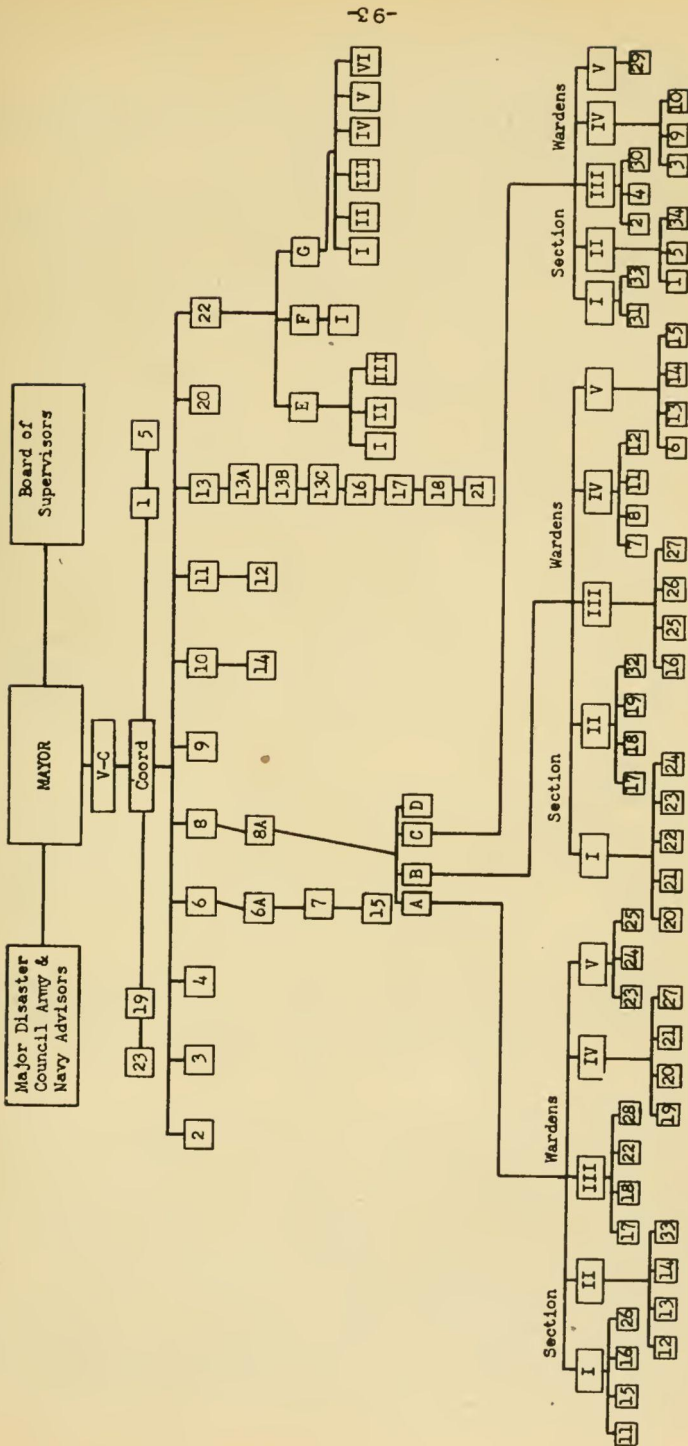 -93-
Major Disaster
Council Army &
Navy Advisors
MAYOR
Board of
Supervisors
V-C
Coord
23
19
1
5
2
3
4
6
8
9
10
11
13
20
22
6A
8A
14
12
13A
7
13B
15
13C
16
17
18
21
E
F
G
I
II
III
I
I
II
III
IV
V
VI
A
B
C
D
Section
Wardens
I
II
III
IV
V
11
15
16
26
12
13
14
33
17
18
22
28
19
20
21
27
23
24
25
Section
Wardens
I
II
III
IV
V
20
21
22
23
24
17
18
19
32
16
25
26
27
7
8
11
12
6
13
14
15
Section
Wardens
I
II
III
IV
V
31
33
1
5
34
2
4
30
3
9
10
29